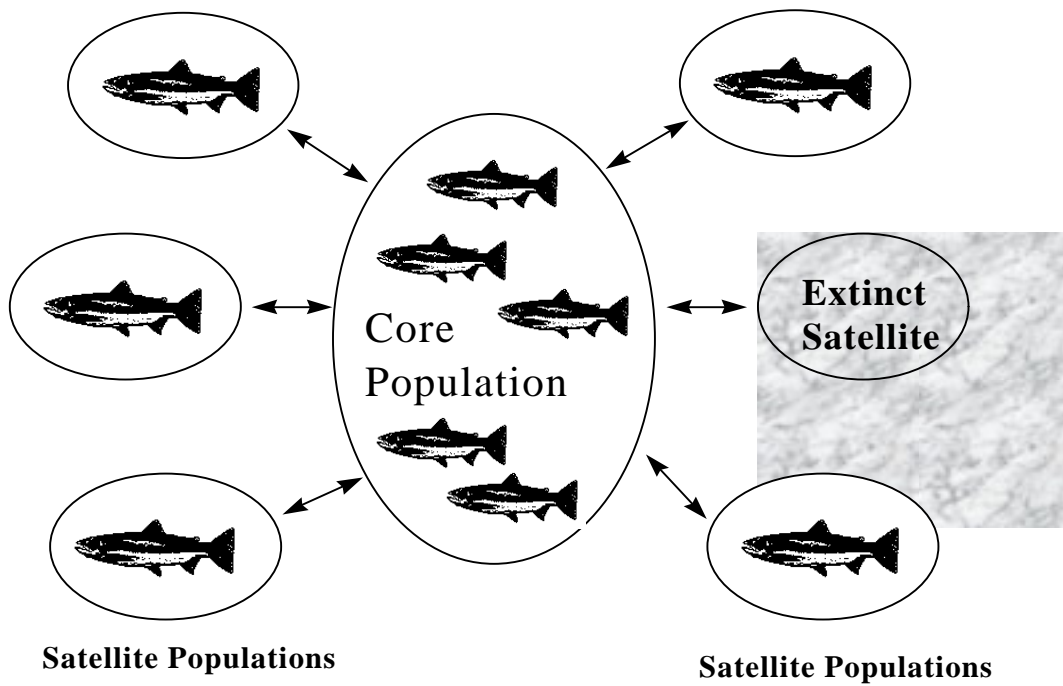 Extinct
Satellite
Core
Population
Satellite Populations
Satellite Populations